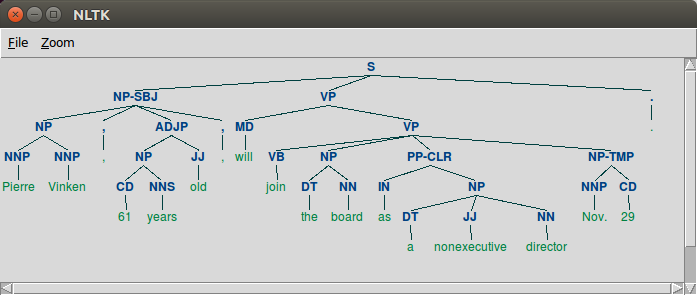 NLTK
File Zoom
S
NP-SBJ VP .
NP , ADJP , MD VP .
NNP NNP , NP JJ , will VB NP PP-CLR NP-TMP
Pierre Vinken CD NNS old join DT NN IN NP NNP CD
61 years the board as DT JJ NN Nov. 29
a nonexecutive director